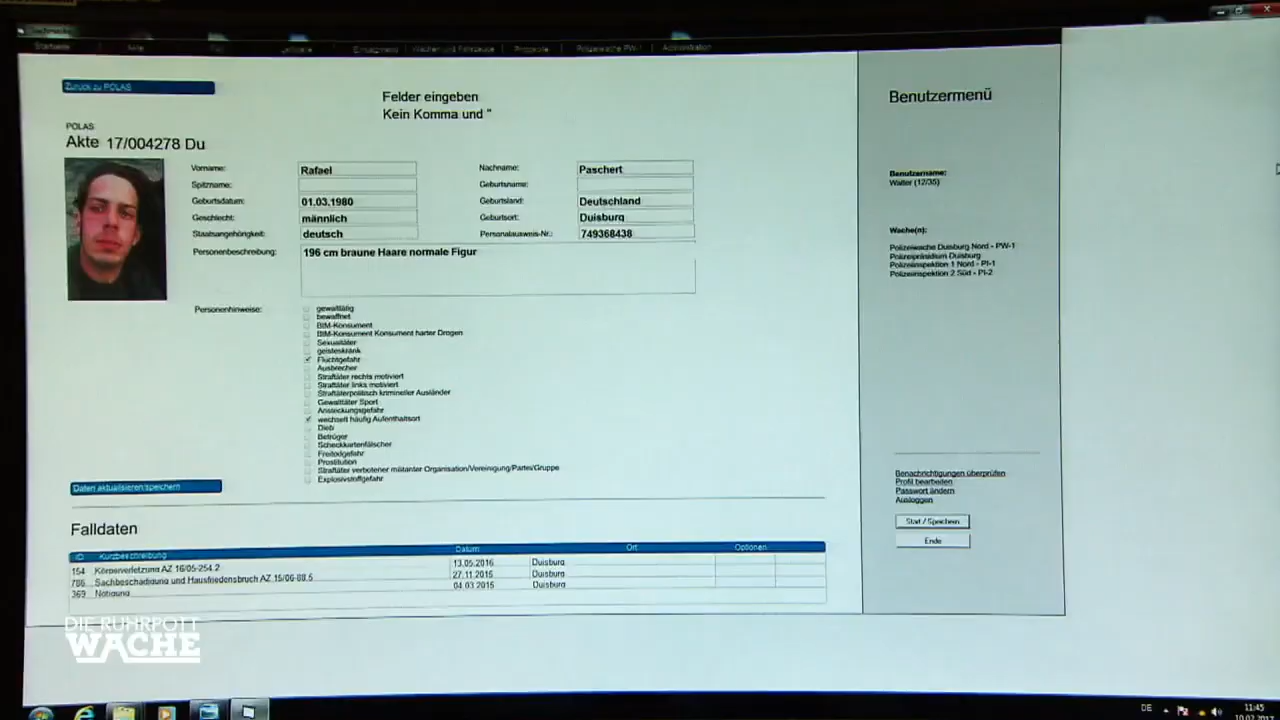 Startseite
Zurück zu POLAS
Felder eingeben
Kein Komma und "
POLAS
Akte 17/004278 Du
Vorname: Rafael Nachname: Paschert
Spitzname: Geburtsname:
Geburtsdatum: 01.03.1980 Geburtsland: Deutschland
Geschlecht: männlich Geburtsort: Duisburg
Staatsangehörigkeit: deutsch Personalausweis-Nr.: 749368438
Personenbeschreibung: 196 cm braune Haare normale Figur
Personenhinweise:
gewalttätig
bewaffnet
BtM-Konsument
BtM-Konsument Konsument harter Drogen
Sexualtäter
geisteskrank
Fluchtgefahr
Ausbrecher
Straftäter rechts motiviert
Straftäter links motiviert
Straftäterpolitisch krimineller Ausländer
Gewalttäter Sport
Ansteckungsgefahr
wechselt häufig Aufenthaltsort
Dieb
Betrüger
Scheckkartenfälscher
Freitodgefahr
Prostitution
Straftäter verbotener militanter Organisation/Vereinigung/Partei/Gruppe
Explosivstoffgefahr
Daten aktualisieren/speichern
Falldaten
ID Kurzbeschreibung Datum Ort Optionen
154 Körperverletzung AZ 16/05-254.2 13.05.2016 Duisburg
786 Sachbeschädigung und Hausfriedensbruch AZ 15/06-88.5 27.11.2015 Duisburg
369 Nötigung 04.03.2015 Duisburg
Benutzermenü
Benutzername:
Walter (12/35)
Wache(n):
Polizeiwache Duisburg Nord - PW-1
Polizeipräsidium Duisburg
Polizeiinspektion 1 Nord - PI-1
Polizeiinspektion 2 Süd - PI-2
Benachrichtigungen überprüfen
Profil bearbeiten
Passwort ändern
Ausloggen
Start / Speichern
Ende
DIE RUHRPOTT
WACHE
DE
11:45